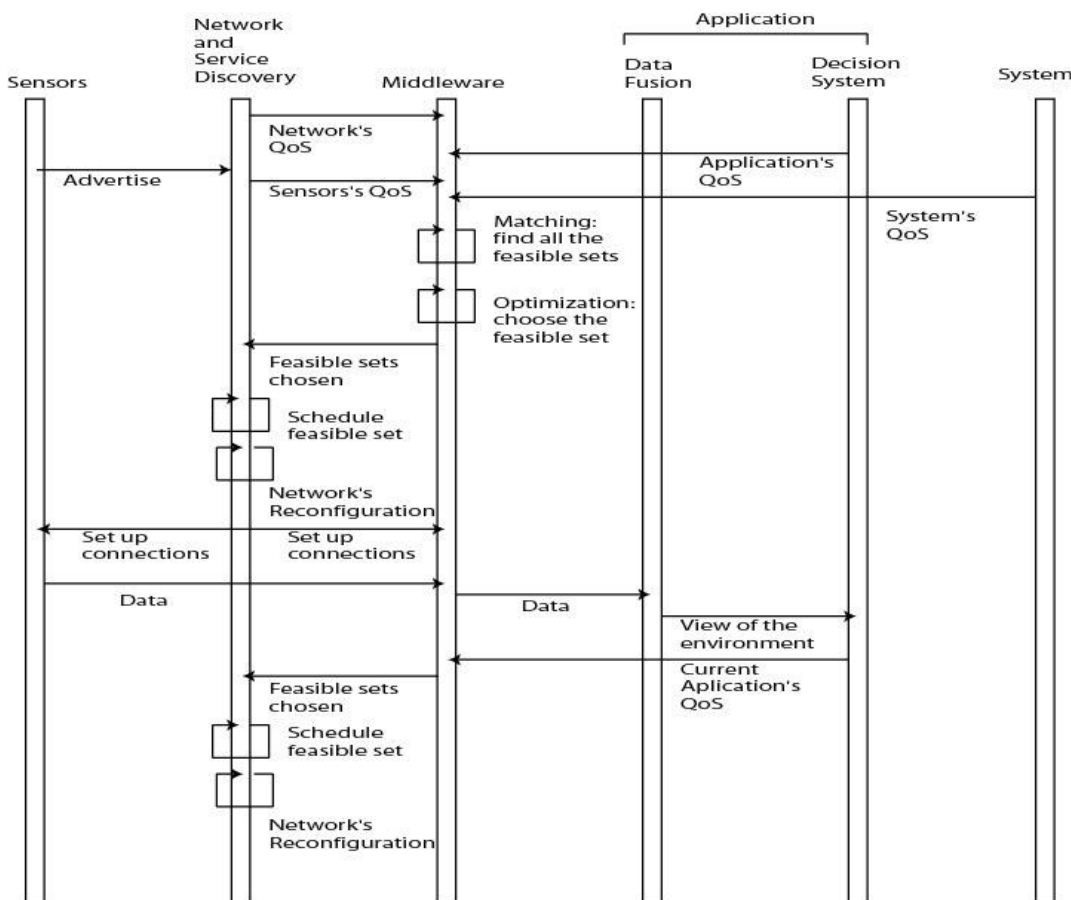 Application
Network
and
Service
Discovery
Sensors
Middleware
Data
Fusion
Decision
System
System
Network's
QoS
Application's
QoS
Advertise
Sensors's QoS
System's
QoS
Matching:
find all the
feasible sets
Optimization:
choose the
feasible set
Feasible sets
chosen
Schedule
feasible set
Network's
Reconfiguration
Set up
connections
Set up
connections
Data
Data
View of the
environment
Current
Aplication's
QoS
Feasible sets
chosen
Schedule
feasible set
Network's
Reconfiguration